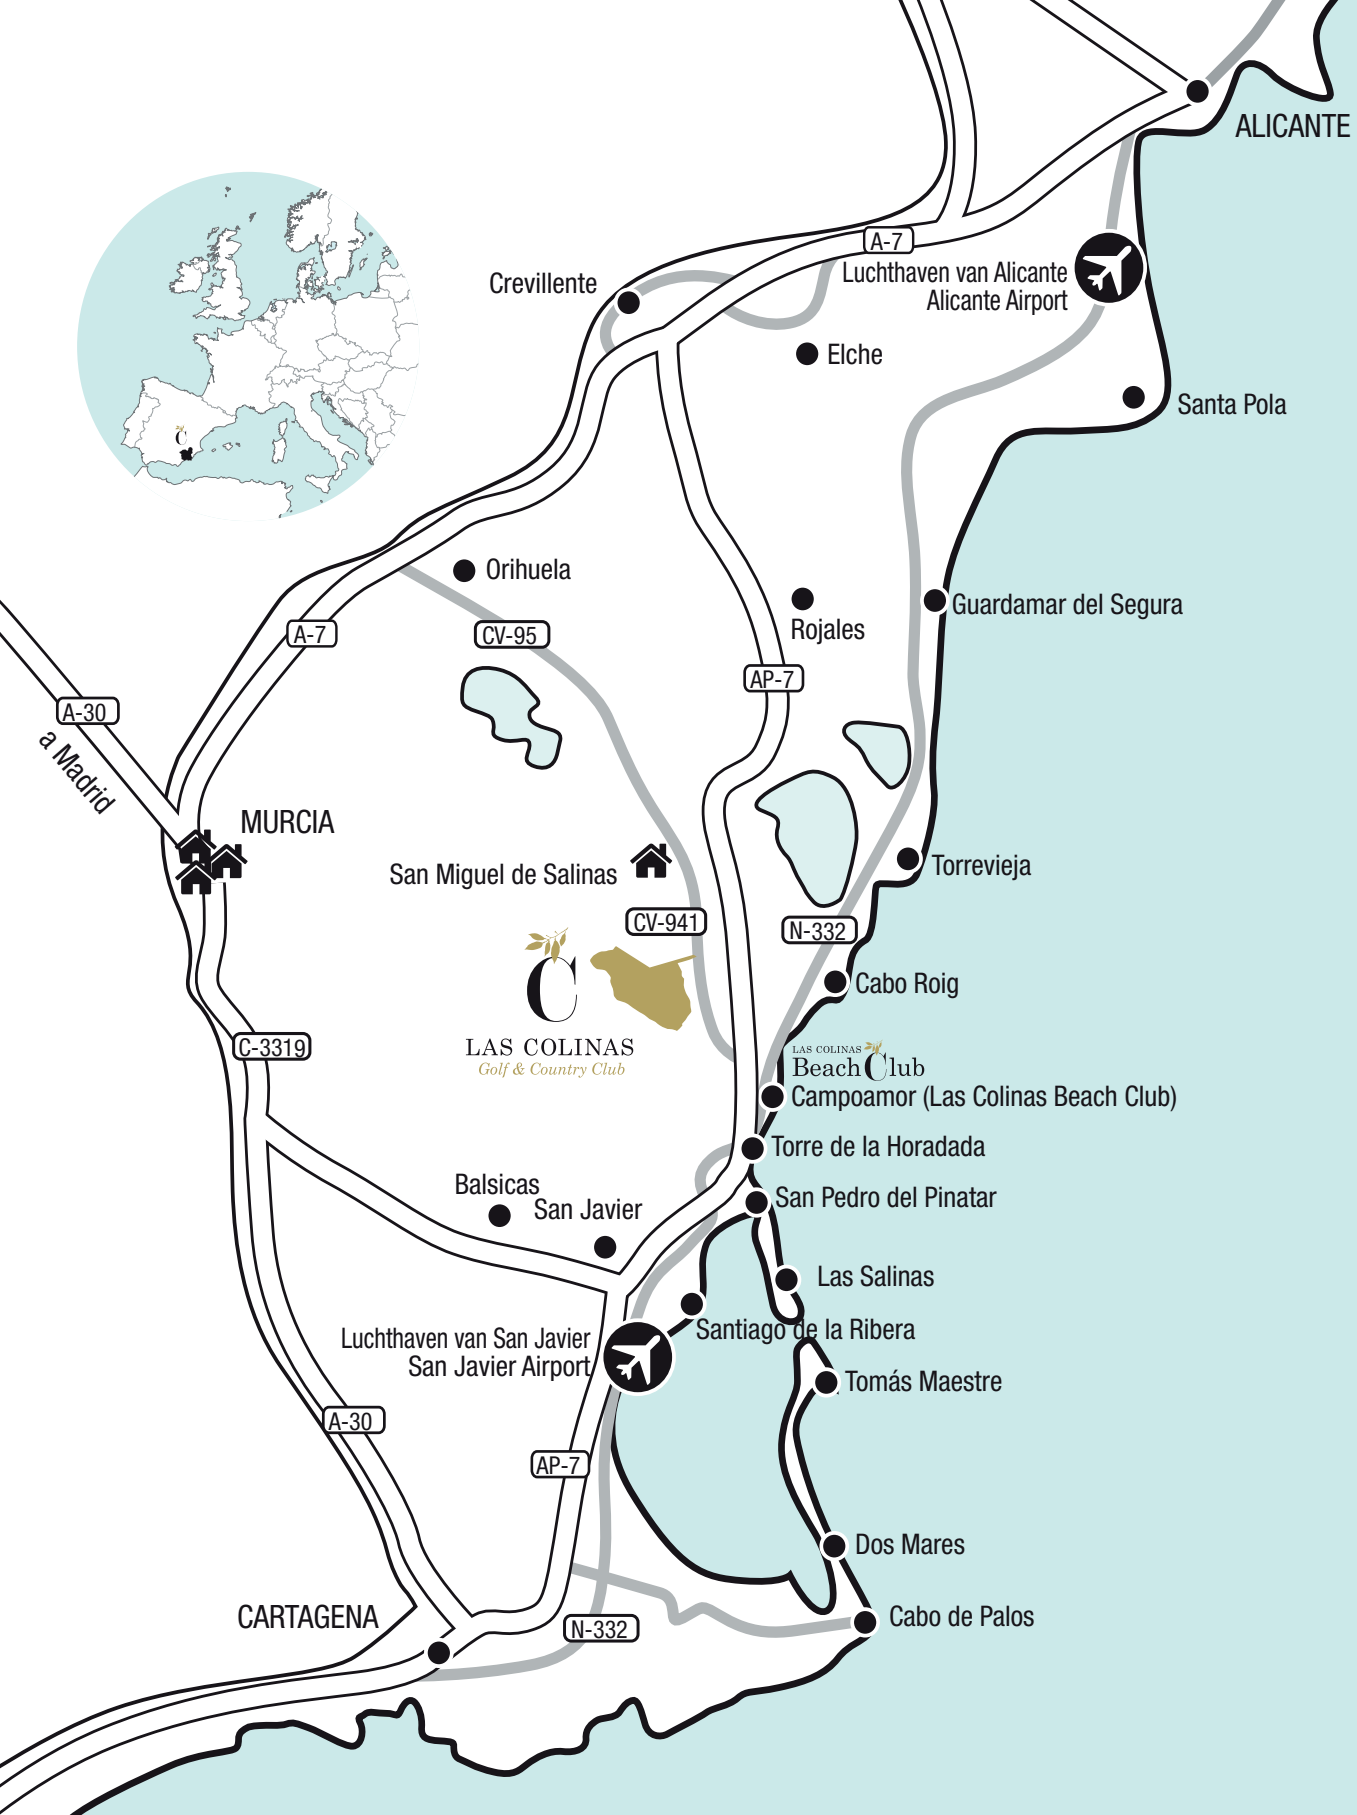 ALICANTE
A-7
Luchthaven van Alicante
Alicante Airport
Crevillente
Elche
Santa Pola
Orihuela
Guardamar del Segura
Rojales
A-7
CV-95
AP-7
A-30
a Madrid
MURCIA
San Miguel de Salinas
Torrevieja
CV-941
N-332
C
Cabo Roig
LAS COLINAS
Golf & Country Club
C-3319
LAS COLINAS
Beach Club
Campoamor (Las Colinas Beach Club)
Torre de la Horadada
Balsicas
San Javier
San Pedro del Pinatar
Las Salinas
Santiago de la Ribera
Luchthaven van San Javier
San Javier Airport
Tomás Maestre
A-30
AP-7
Dos Mares
CARTAGENA
N-332
Cabo de Palos
C